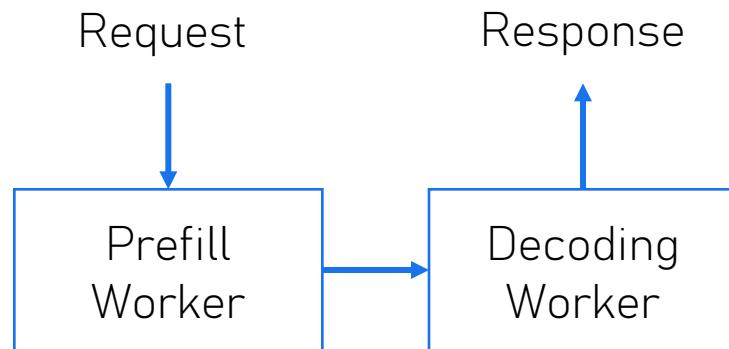 Request
Response
Prefill
Worker
Decoding
Worker